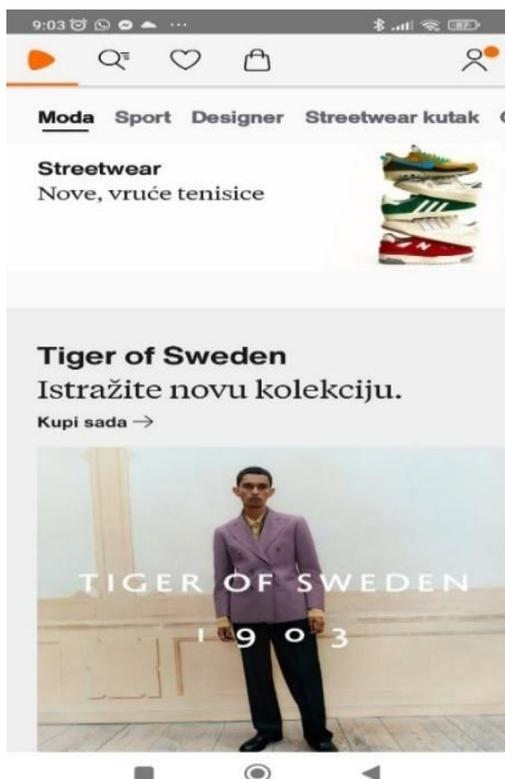 9:03
87
Moda Sport Designer Streetwear kutak
Streetwear
Nove, vruće tenisice
N
Tiger of Sweden
Istražite novu kolekciju.
Kupi sada →
TIGER OF SWEDEN
1903